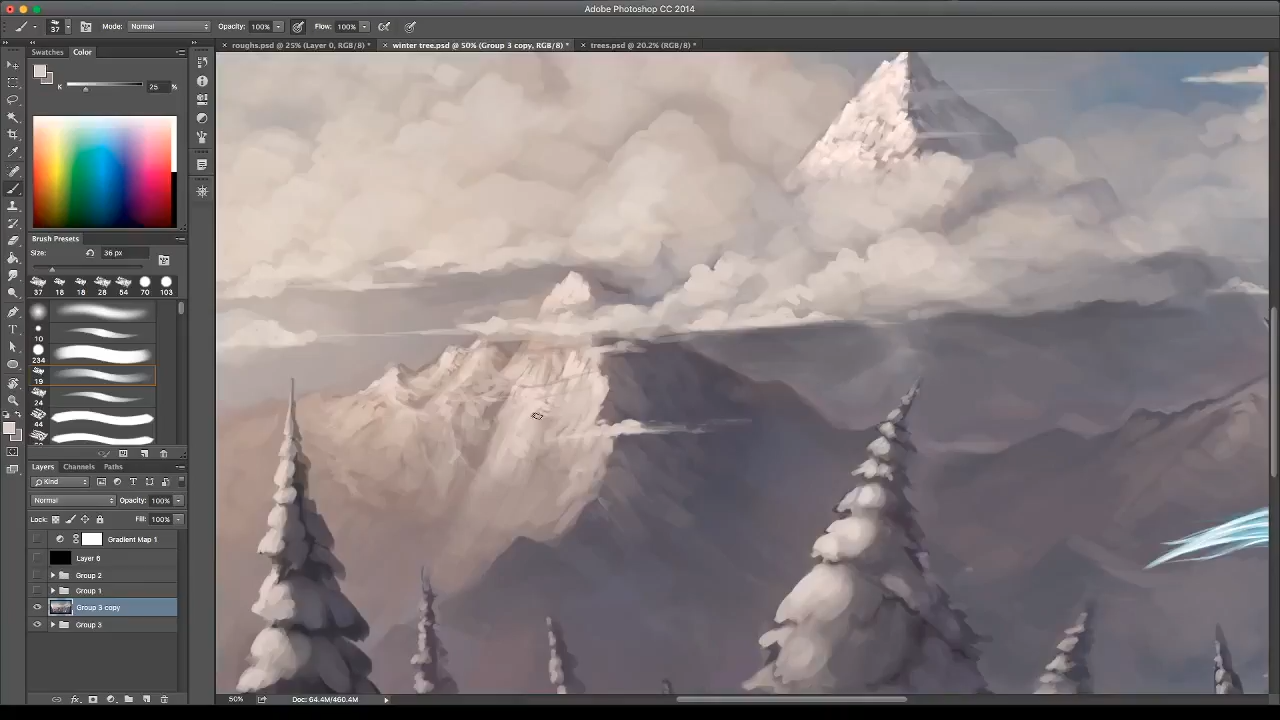 Adobe Photoshop CC 2014
37 Mode: Normal Opacity: 100% Flow: 100%
× roughs.psd @ 25% (Layer 0, RGB/8) * × winter tree.psd @ 50% (Group 3 copy, RGB/8) * × trees.psd @ 20.2% (RGB/8) *
Swatches Color
K 25 %
Brush Presets
Size: 36 px
37 18 18 28 54 70 103
10
234
19
24
44
Layers Channels Paths
Kind
Normal Opacity: 100%
Lock: Fill: 100%
Gradient Map 1
Layer 6
Group 2
Group 1
Group 3 copy
Group 3
50% Doc: 64.4M/460.4M